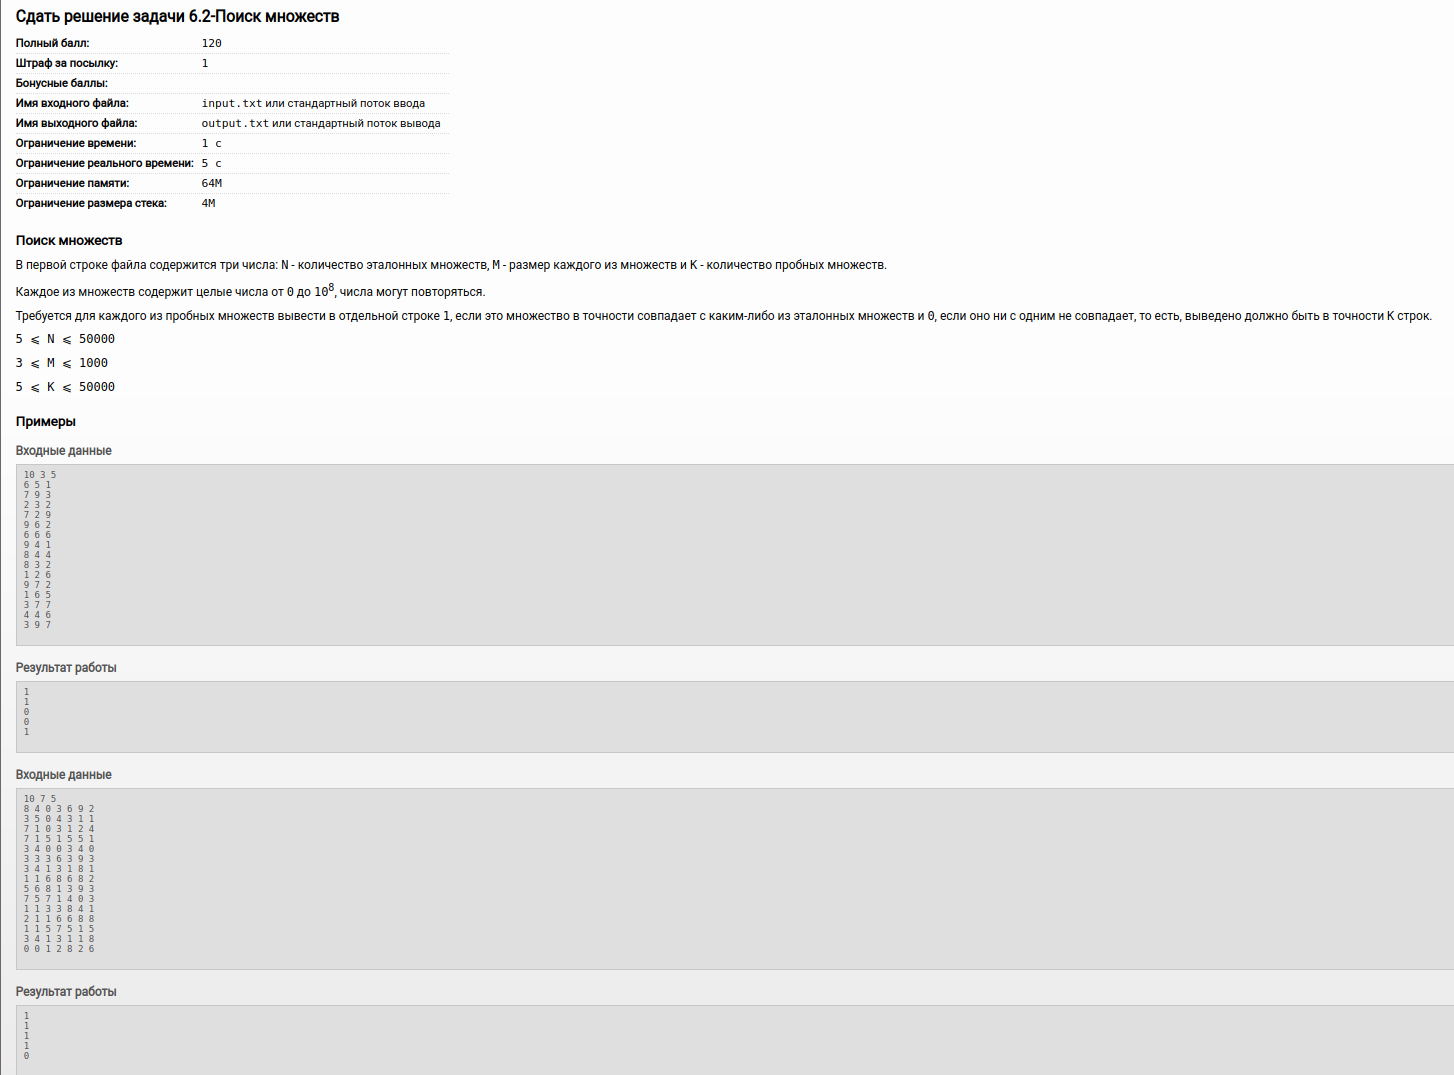 Сдать решение задачи 6.2-Поиск множеств
Полный балл: 120
Штраф за посылку: 1
Бонусные баллы:
Имя входного файла: input.txt или стандартный поток ввода
Имя выходного файла: output.txt или стандартный поток вывода
Ограничение времени: 1 с
Ограничение реального времени: 5 с
Ограничение памяти: 64M
Ограничение размера стека: 4M
Поиск множеств
В первой строке файла содержится три числа: N - количество эталонных множеств, M - размер каждого из множеств и K - количество пробных множеств.
Каждое из множеств содержит целые числа от 0 до 10⁸, числа могут повторяться.
Требуется для каждого из пробных множеств вывести в отдельной строке 1, если это множество в точности совпадает с каким-либо из эталонных множеств и 0, если оно ни с одним не совпадает, то есть, выведено должно быть в точности K строк.
5 ⩽ N ⩽ 50000
3 ⩽ M ⩽ 1000
5 ⩽ K ⩽ 50000
Примеры
Входные данные
10 3 5
6 5 1
7 9 3
2 3 2
7 2 9
9 6 2
6 6 6
9 4 1
8 4 4
8 3 2
1 2 6
9 7 2
1 6 5
3 7 7
4 4 6
3 9 7
Результат работы
1
1
0
0
1
Входные данные
10 7 5
8 4 0 3 6 9 2
3 5 0 4 3 1 1
7 1 0 3 1 2 4
7 1 5 1 5 5 1
3 4 0 0 3 4 0
3 3 3 6 3 9 3
3 4 1 3 1 8 1
1 1 6 8 6 8 2
5 6 8 1 3 9 3
7 5 7 1 4 0 3
1 1 3 3 8 4 1
2 1 1 6 6 8 8
1 1 5 7 5 1 5
3 4 1 3 1 1 8
0 0 1 2 8 2 6
Результат работы
1
1
1
1
0